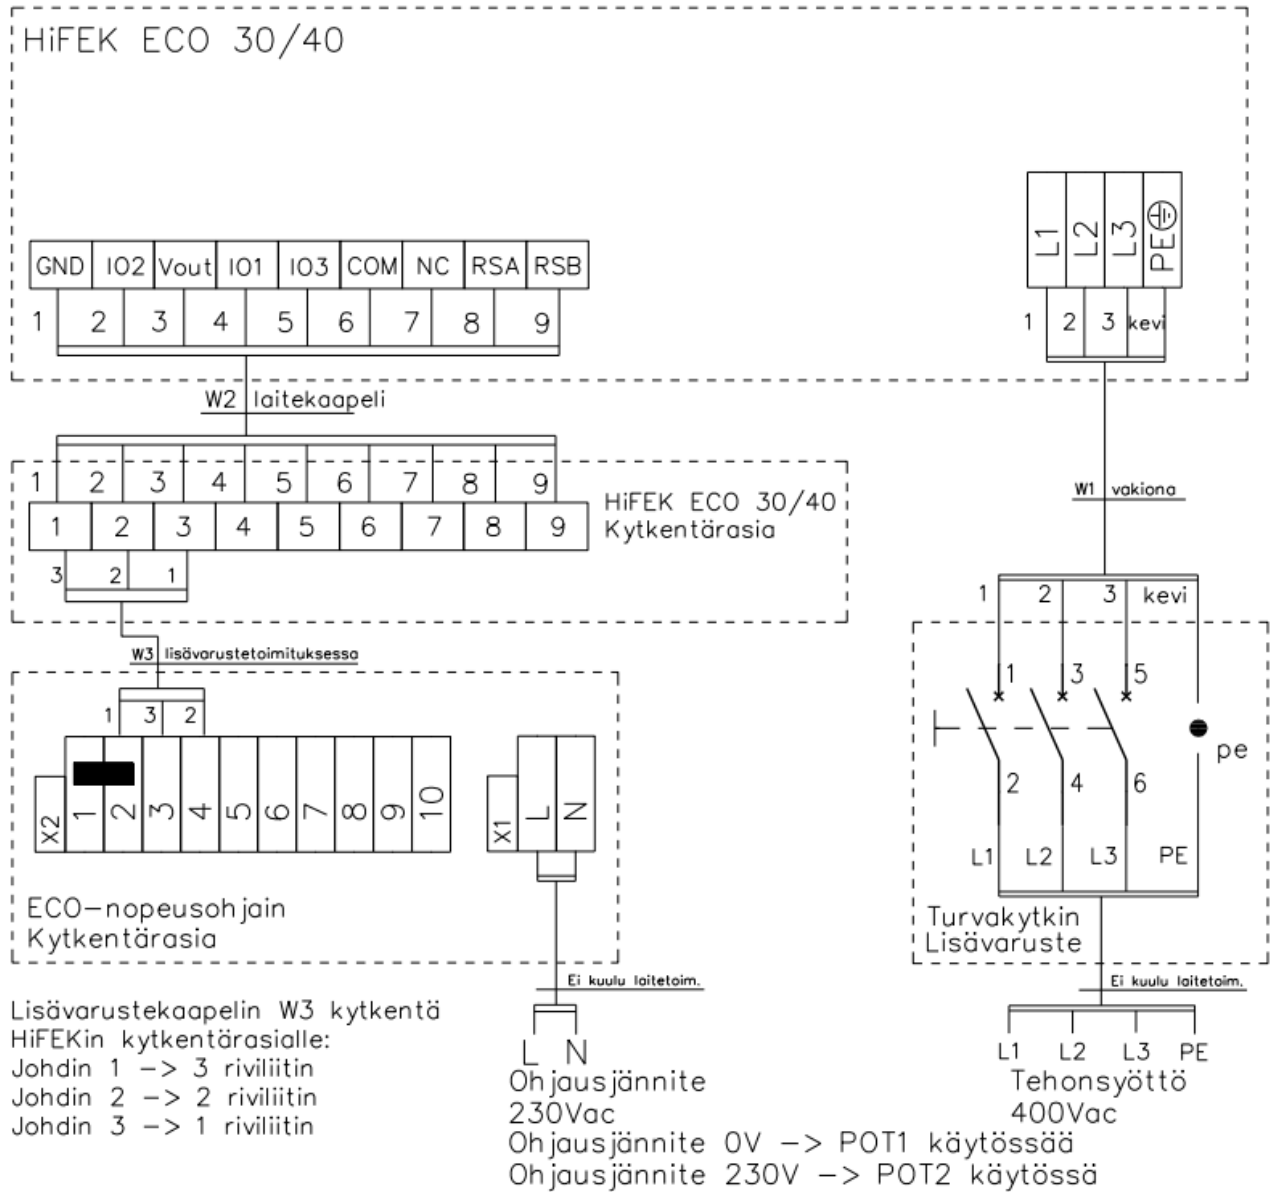 HiFEK ECO 30/40
L1 L2 L3 PE
GND IO2 Vout IO1 IO3 COM NC RSA RSB
1 2 3 4 5 6 7 8 9
1 2 3 kevi
W2 laitekaapeli
1 2 3 4 5 6 7 8 9
1 2 3 4 5 6 7 8 9
HiFEK ECO 30/40
Kytkentärasia
3 2 1
W1 vakiona
1 2 3 kevi
W3 lisävarustetoimituksessa
1 3 2
X2 1 2 3 4 5 6 7 8 9 10
X1 L N
1 3 5
pe
2 4 6
L1 L2 L3 PE
ECO-nopeusohjain
Kytkentärasia
Turvakytkin
Lisävaruste
Ei kuulu laitetoim.
Ei kuulu laitetoim.
Lisävarustekaapelin W3 kytkentä
HiFEKin kytkentärasialle:
Johdin 1 -> 3 riviliitin
Johdin 2 -> 2 riviliitin
Johdin 3 -> 1 riviliitin
L N
Ohjausjännite
230Vac
Ohjausjännite 0V -> POT1 käytössää
Ohjausjännite 230V -> POT2 käytössä
L1 L2 L3 PE
Tehonsyöttö
400Vac